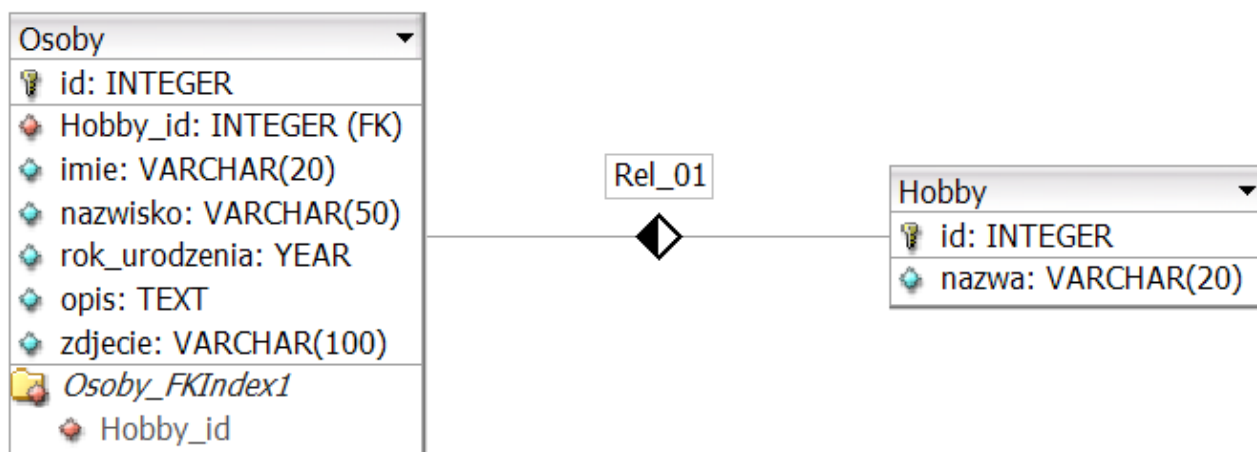 Osoby
id: INTEGER
Hobby_id: INTEGER (FK)
imie: VARCHAR(20)
nazwisko: VARCHAR(50)
rok_urodzenia: YEAR
opis: TEXT
zdjecie: VARCHAR(100)
Osoby_FKIndex1
Hobby_id
Rel_01
Hobby
id: INTEGER
nazwa: VARCHAR(20)